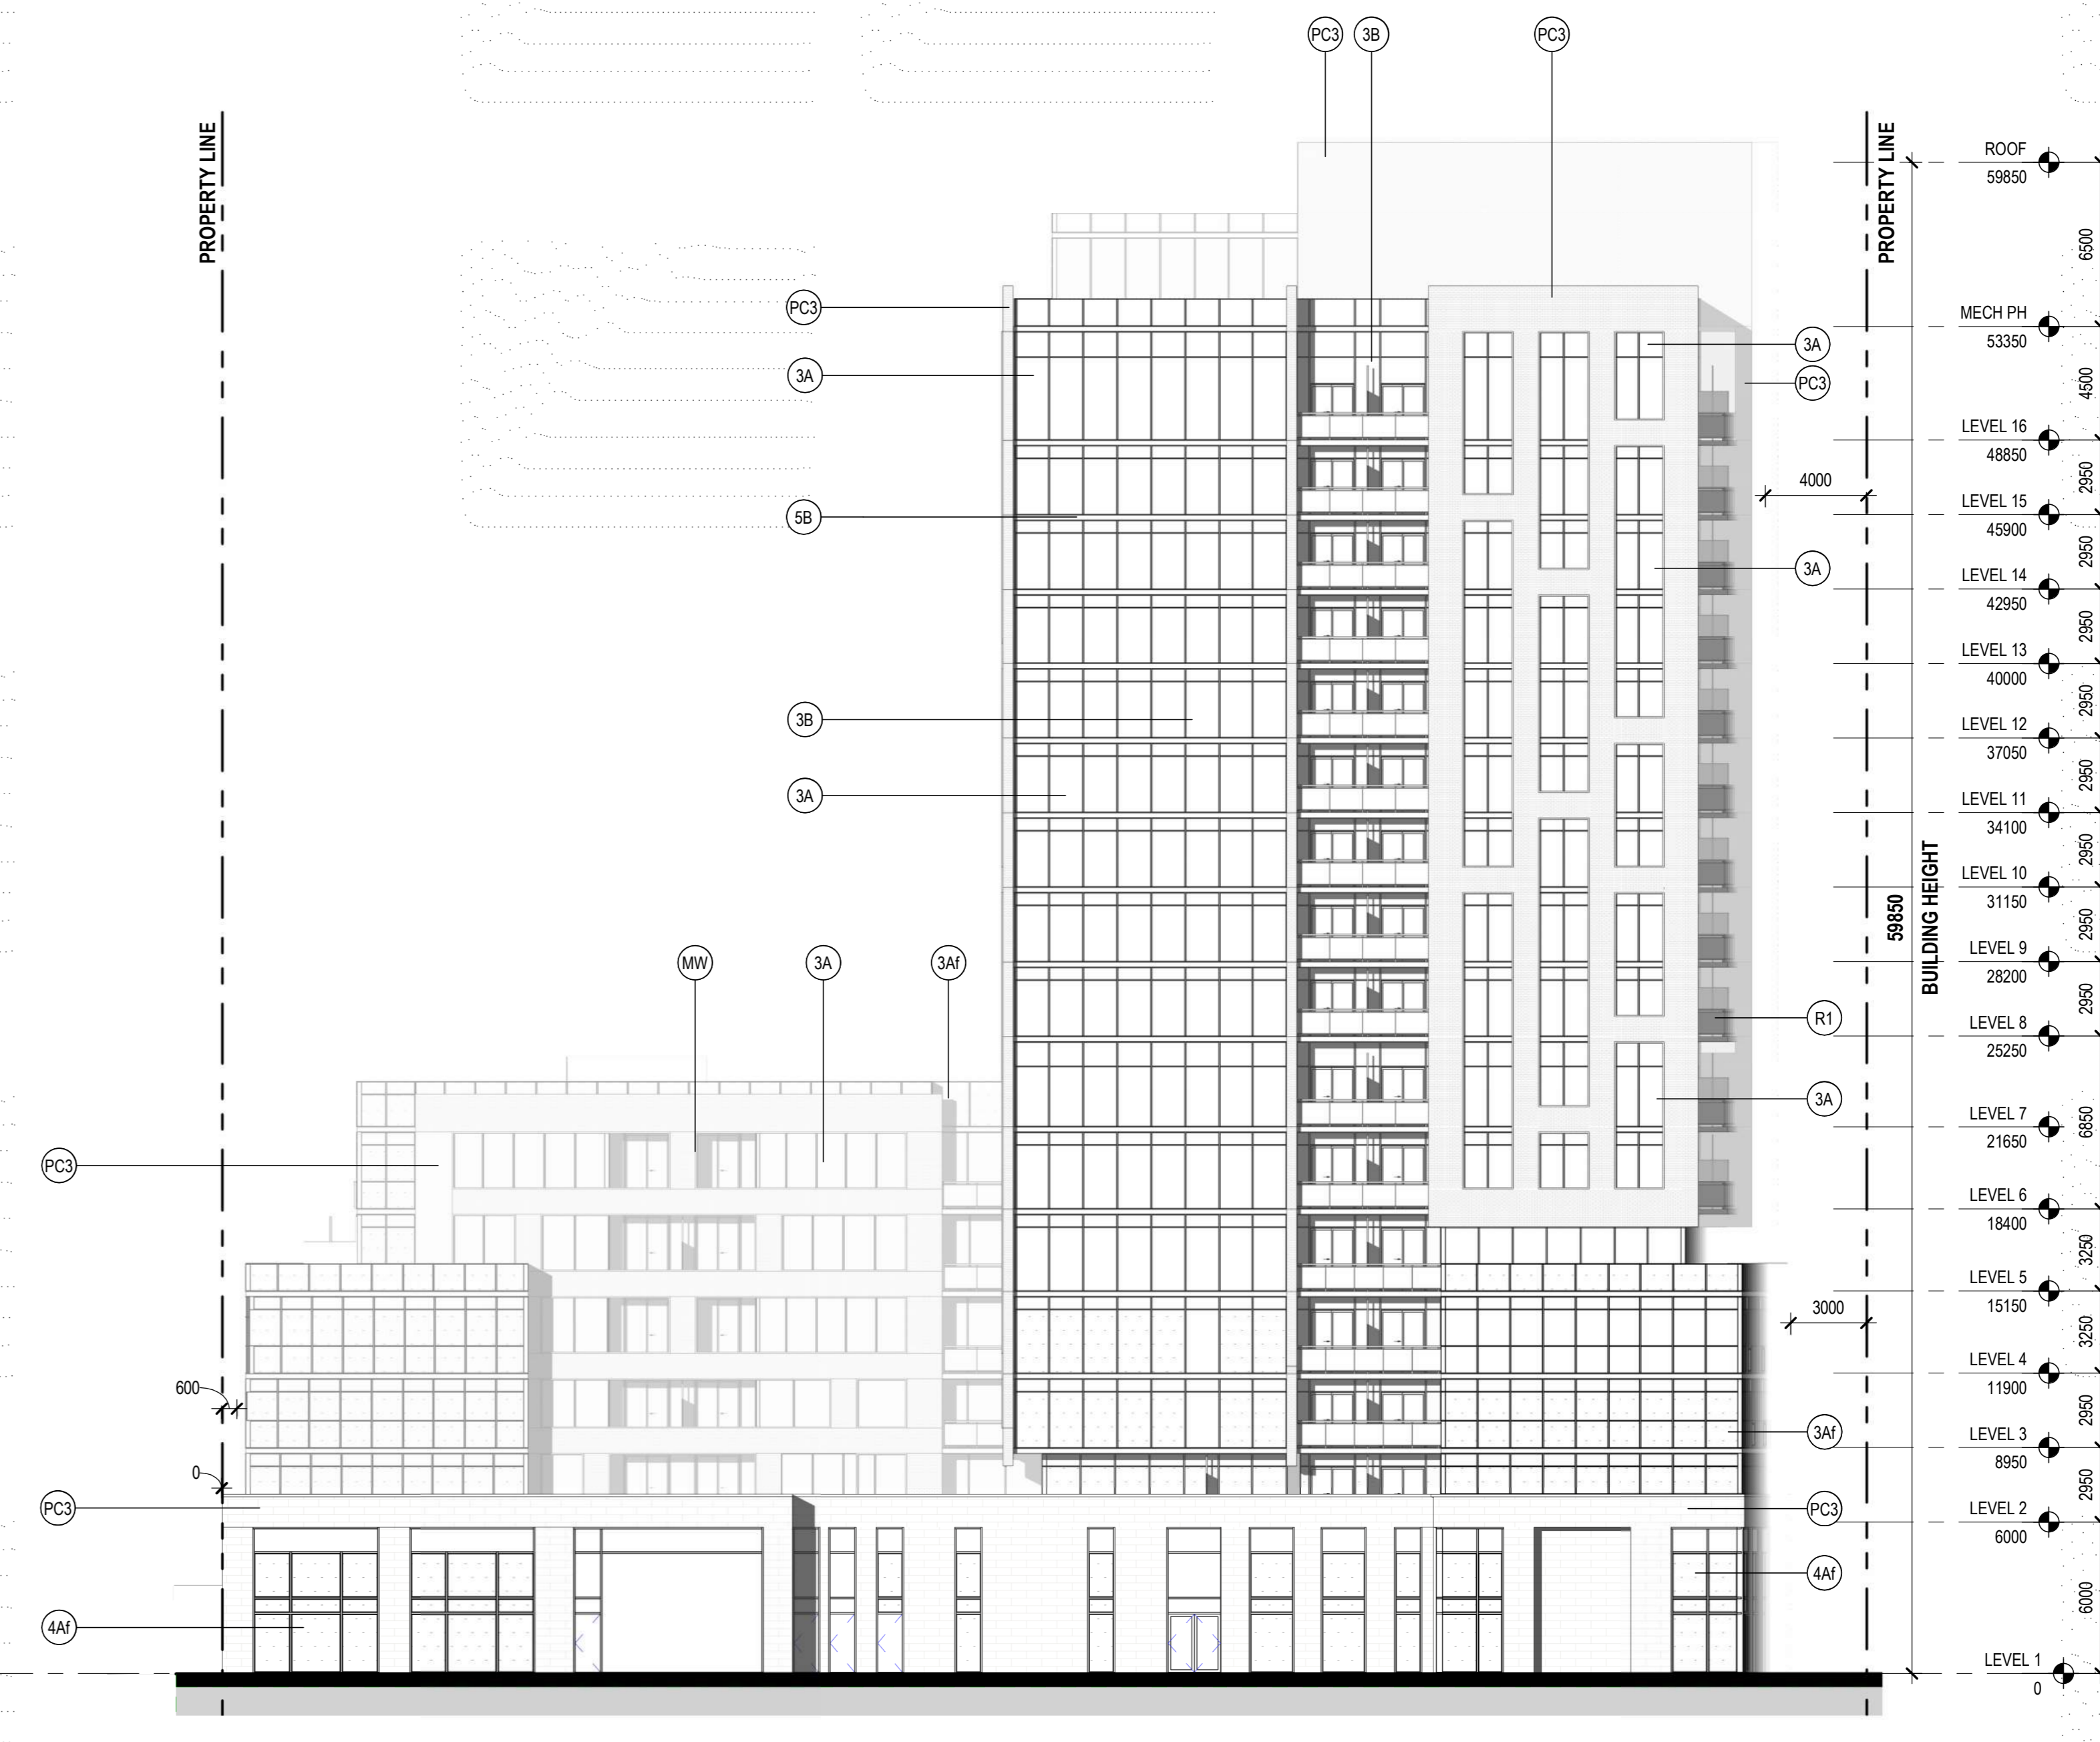 PC3
3B
PC3
PROPERTY LINE
PROPERTY LINE
ROOF
59850
6500
PC3
MECH PH
53350
3A
3A
PC3
4500
LEVEL 16
48850
4000
2950
5B
LEVEL 15
45900
2950
3A
LEVEL 14
42950
2950
LEVEL 13
40000
2950
3B
LEVEL 12
37050
2950
3A
LEVEL 11
34100
2950
BUILDING HEIGHT
59850
LEVEL 10
31150
2950
MW
3A
3Af
LEVEL 9
28200
2950
R1
LEVEL 8
25250
3A
LEVEL 7
21650
6850
PC3
LEVEL 6
18400
3250
LEVEL 5
15150
3000
3250
LEVEL 4
11900
600
2950
3Af
LEVEL 3
8950
0
2950
PC3
PC3
LEVEL 2
6000
4Af
6000
4Af
LEVEL 1
0